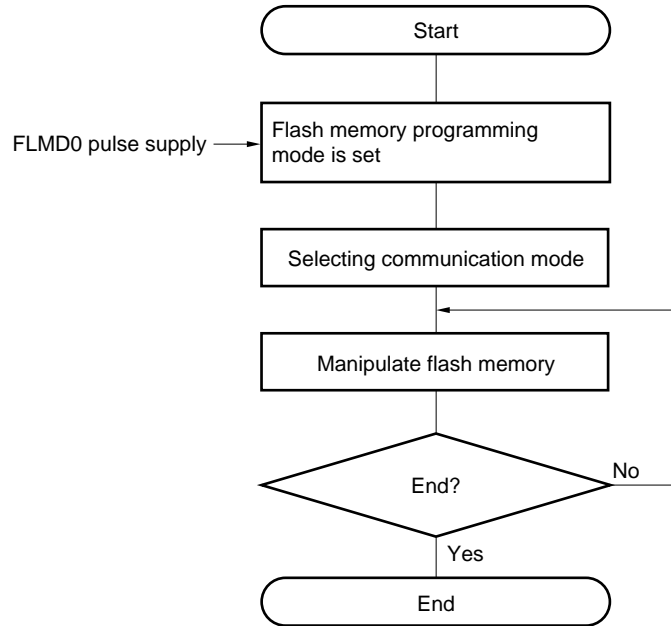 Start
FLMD0 pulse supply
Flash memory programming
mode is set
Selecting communication mode
Manipulate flash memory
End?
No
Yes
End